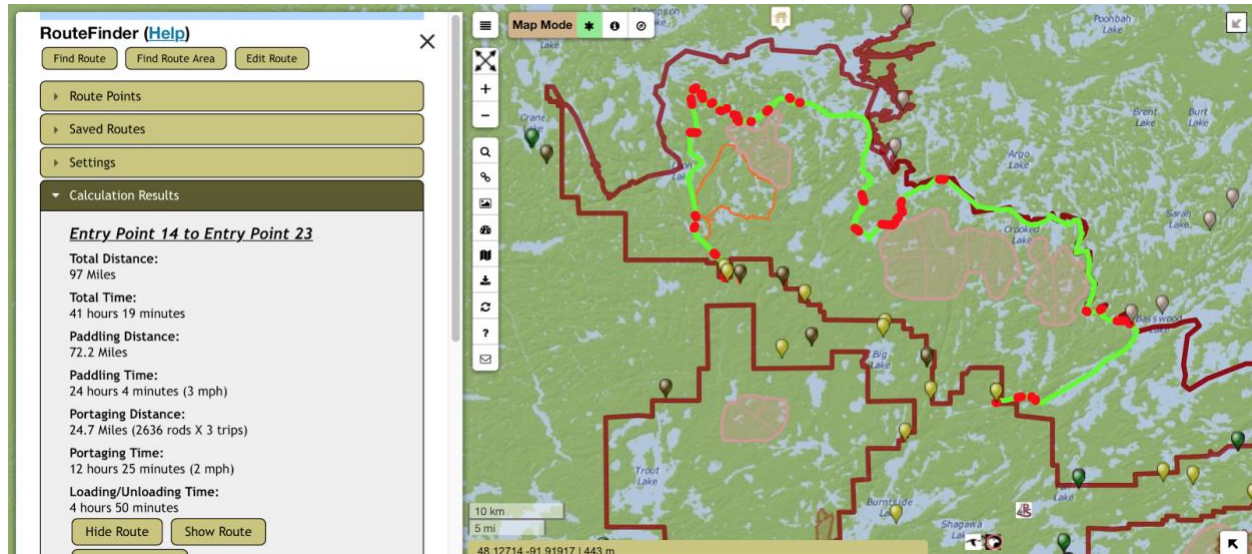 RouteFinder (Help)
Find Route
Find Route Area
Edit Route
Route Points
Saved Routes
Settings
Calculation Results
Entry Point 14 to Entry Point 23
Total Distance:
97 Miles
Total Time:
41 hours 19 minutes
Paddling Distance:
72.2 Miles
Paddling Time:
24 hours 4 minutes (3 mph)
Portaging Distance:
24.7 Miles (2636 rods X 3 trips)
Portaging Time:
12 hours 25 minutes (2 mph)
Loading/Unloading Time:
4 hours 50 minutes
Hide Route
Show Route
Map Mode
Lake
Poohbah
Lake
Crane
Brent
Lake
Burt
Lake
Argo
Lake
Sarah
Crooked
Lake
Basswood
Big
Lake
Trout
Lake
Burntside
Shagawa
Lake
10 km
5 mi
48.12714 -91.91917 | 443 m